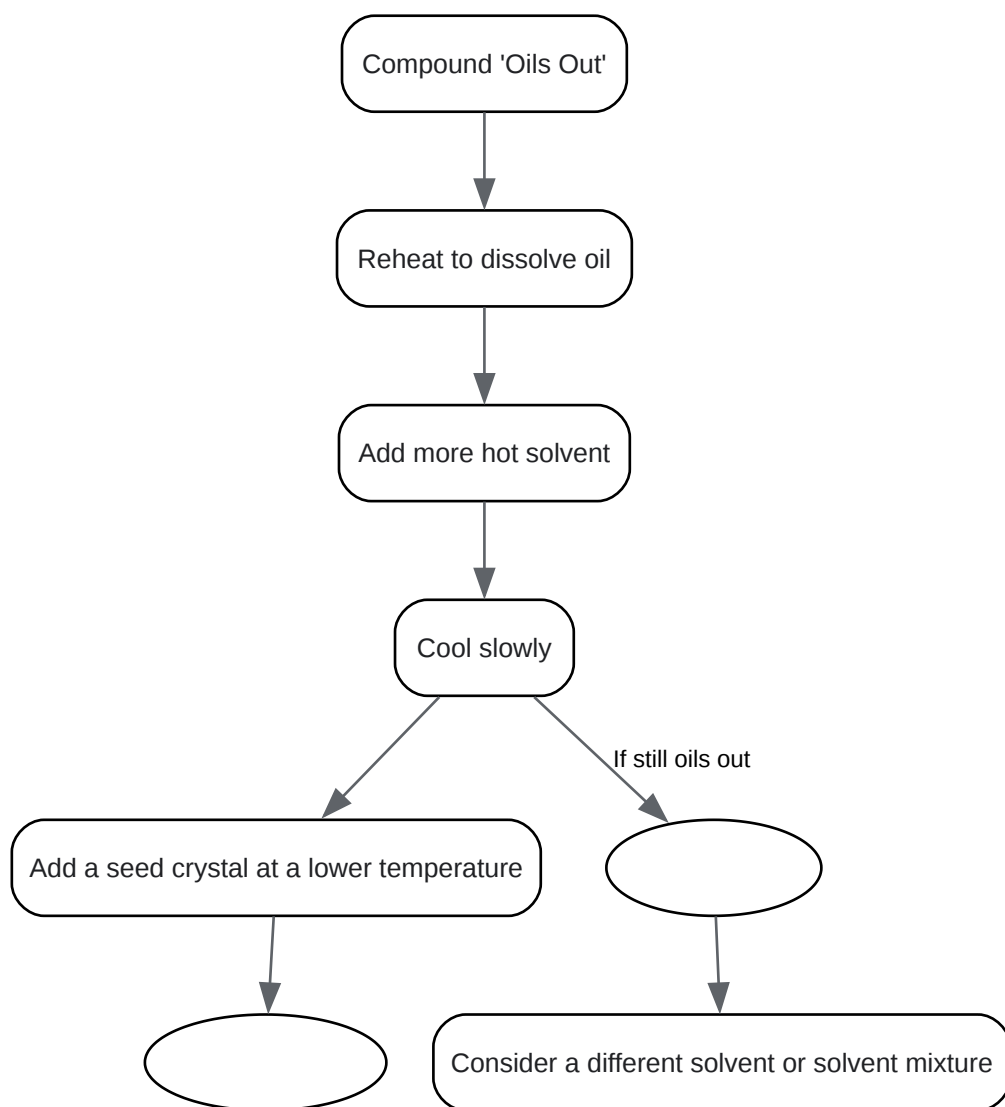 Compound 'Oils Out'
Reheat to dissolve oil
Add more hot solvent
Cool slowly
If still oils out
Add a seed crystal at a lower temperature
Consider a different solvent or solvent mixture